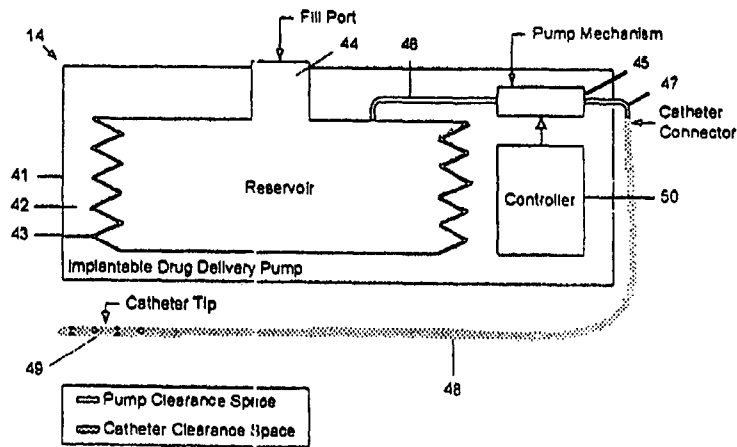 Fill Port
14
44
46
Pump Mechanism
45
47
Catheter
Connector
41
42
43
Reservoir
Controller
50
Implantable Drug Delivery Pump
Catheter Tip
49
48
Pump Clearance Space
Catheter Clearance Space